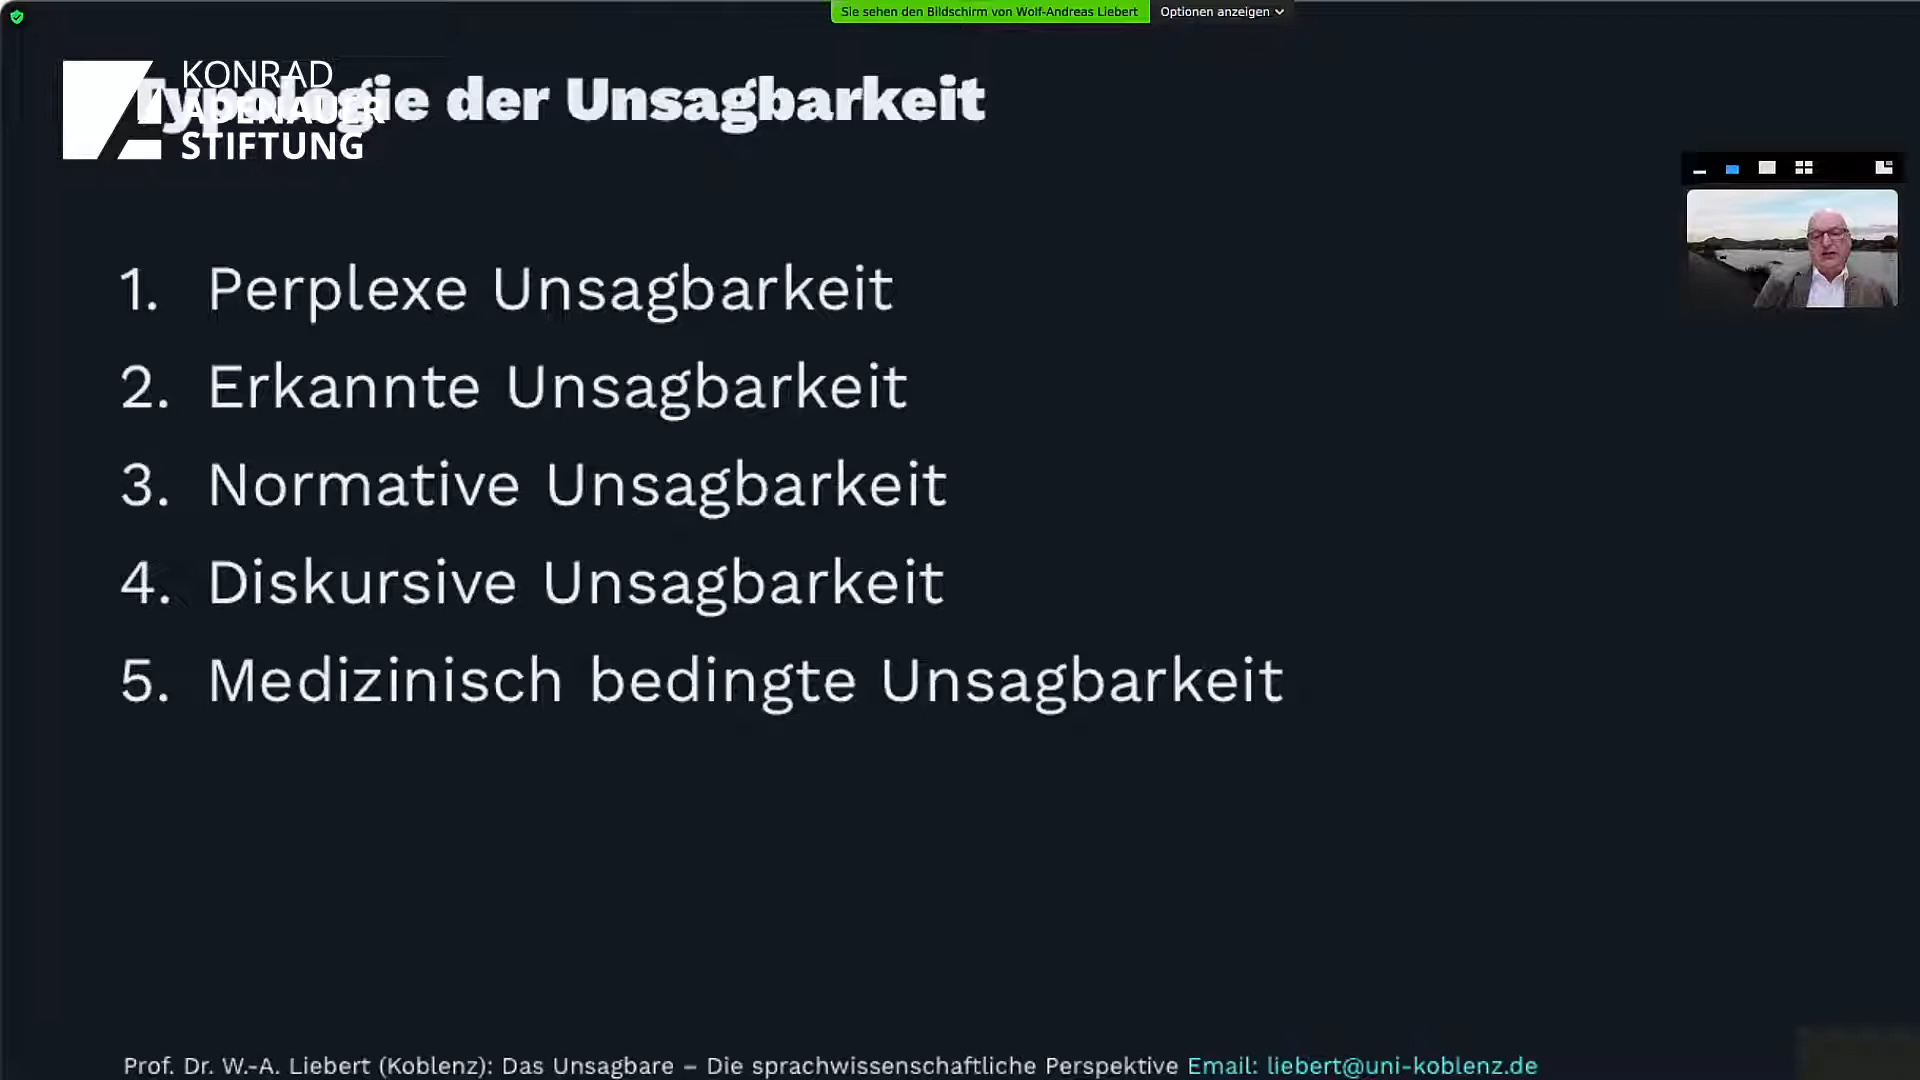 Sie sehen den Bildschirm von Wolf-Andreas Liebert Optionen anzeigen
KONRAD
ADENAUER
STIFTUNG
Typologie der Unsagbarkeit
1. Perplexe Unsagbarkeit
2. Erkannte Unsagbarkeit
3. Normative Unsagbarkeit
4. Diskursive Unsagbarkeit
5. Medizinisch bedingte Unsagbarkeit
Prof. Dr. W.-A. Liebert (Koblenz): Das Unsagbare – Die sprachwissenschaftliche Perspektive Email: liebert@uni-koblenz.de